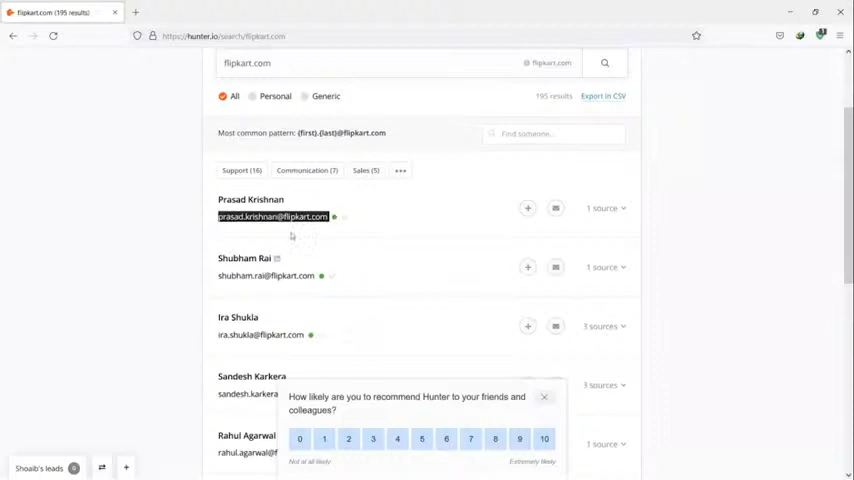 flipkart.com (195 results)
https://hunter.io/search/flipkart.com
flipkart.com @ flipkart.com
All Personal Generic 195 results Export in CSV
Most common pattern: {first}.{last}@flipkart.com Find someone...
Support (16) Communication (7) Sales (5)
Prasad Krishnan
prasad.krishnan@flipkart.com 1 source
Shubham Rai
shubham.rai@flipkart.com 1 source
Ira Shukla
ira.shukla@flipkart.com 3 sources
Sandesh Karkera
sandesh.karkera 3 sources
How likely are you to recommend Hunter to your friends and
colleagues?
Rahul Agarwal
rahul.agarwal@f 1 source
0 1 2 3 4 5 6 7 8 9 10
Not at all likely Extremely likely
Shoaib's leads 0